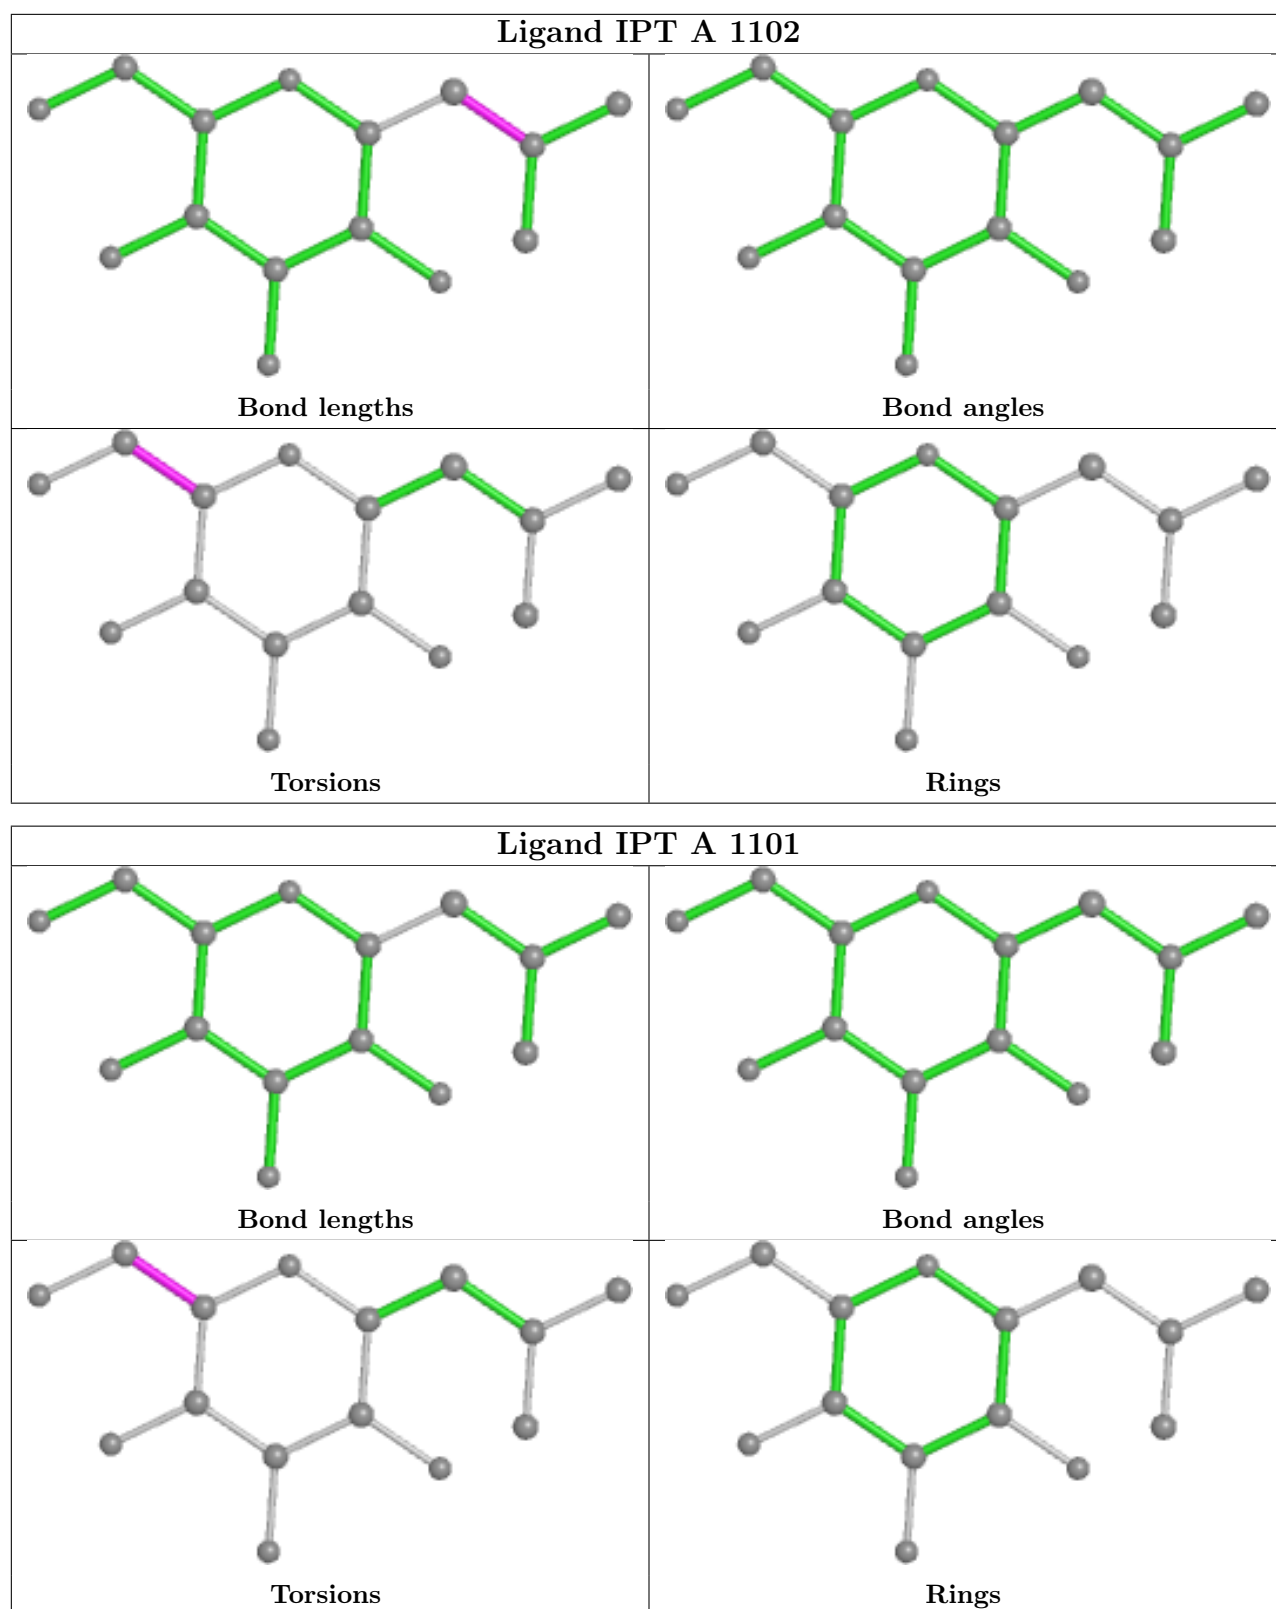 Ligand IPT A 1102
Bond lengths
Bond angles
Torsions
Rings
Ligand IPT A 1101
Bond lengths
Bond angles
Torsions
Rings